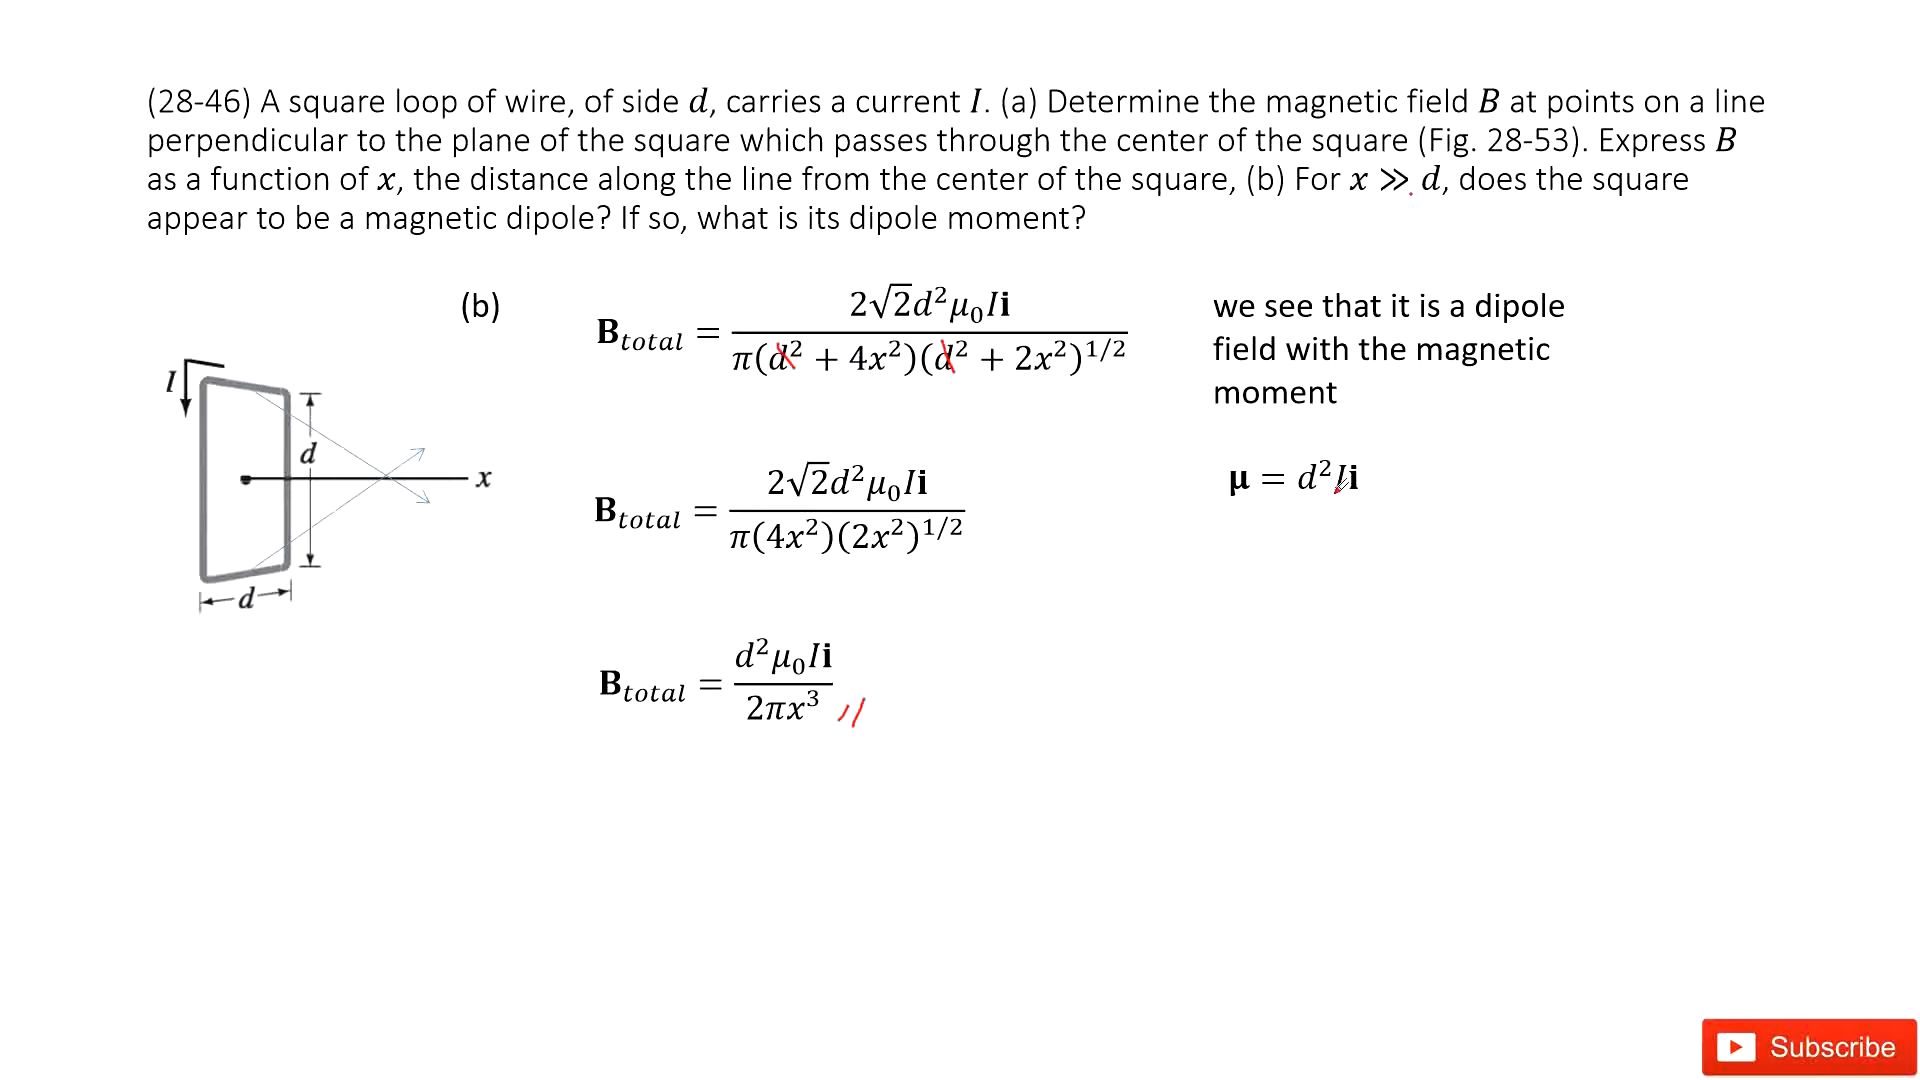 (28-46) A square loop of wire, of side d, carries a current I. (a) Determine the magnetic field B at points on a line
perpendicular to the plane of the square which passes through the center of the square (Fig. 28-53). Express B
as a function of x, the distance along the line from the center of the square, (b) For x ≫ d, does the square
appear to be a magnetic dipole? If so, what is its dipole moment?
(b)
𝐁_total = 2√2d²μ₀I𝐢 / π(d² + 4x²)(d² + 2x²)^1/2
we see that it is a dipole
field with the magnetic
moment
I
d
x
d
𝐁_total = 2√2d²μ₀I𝐢 / π(4x²)(2x²)^1/2
𝛍 = d²I𝐢
𝐁_total = d²μ₀I𝐢 / 2πx³
Subscribe